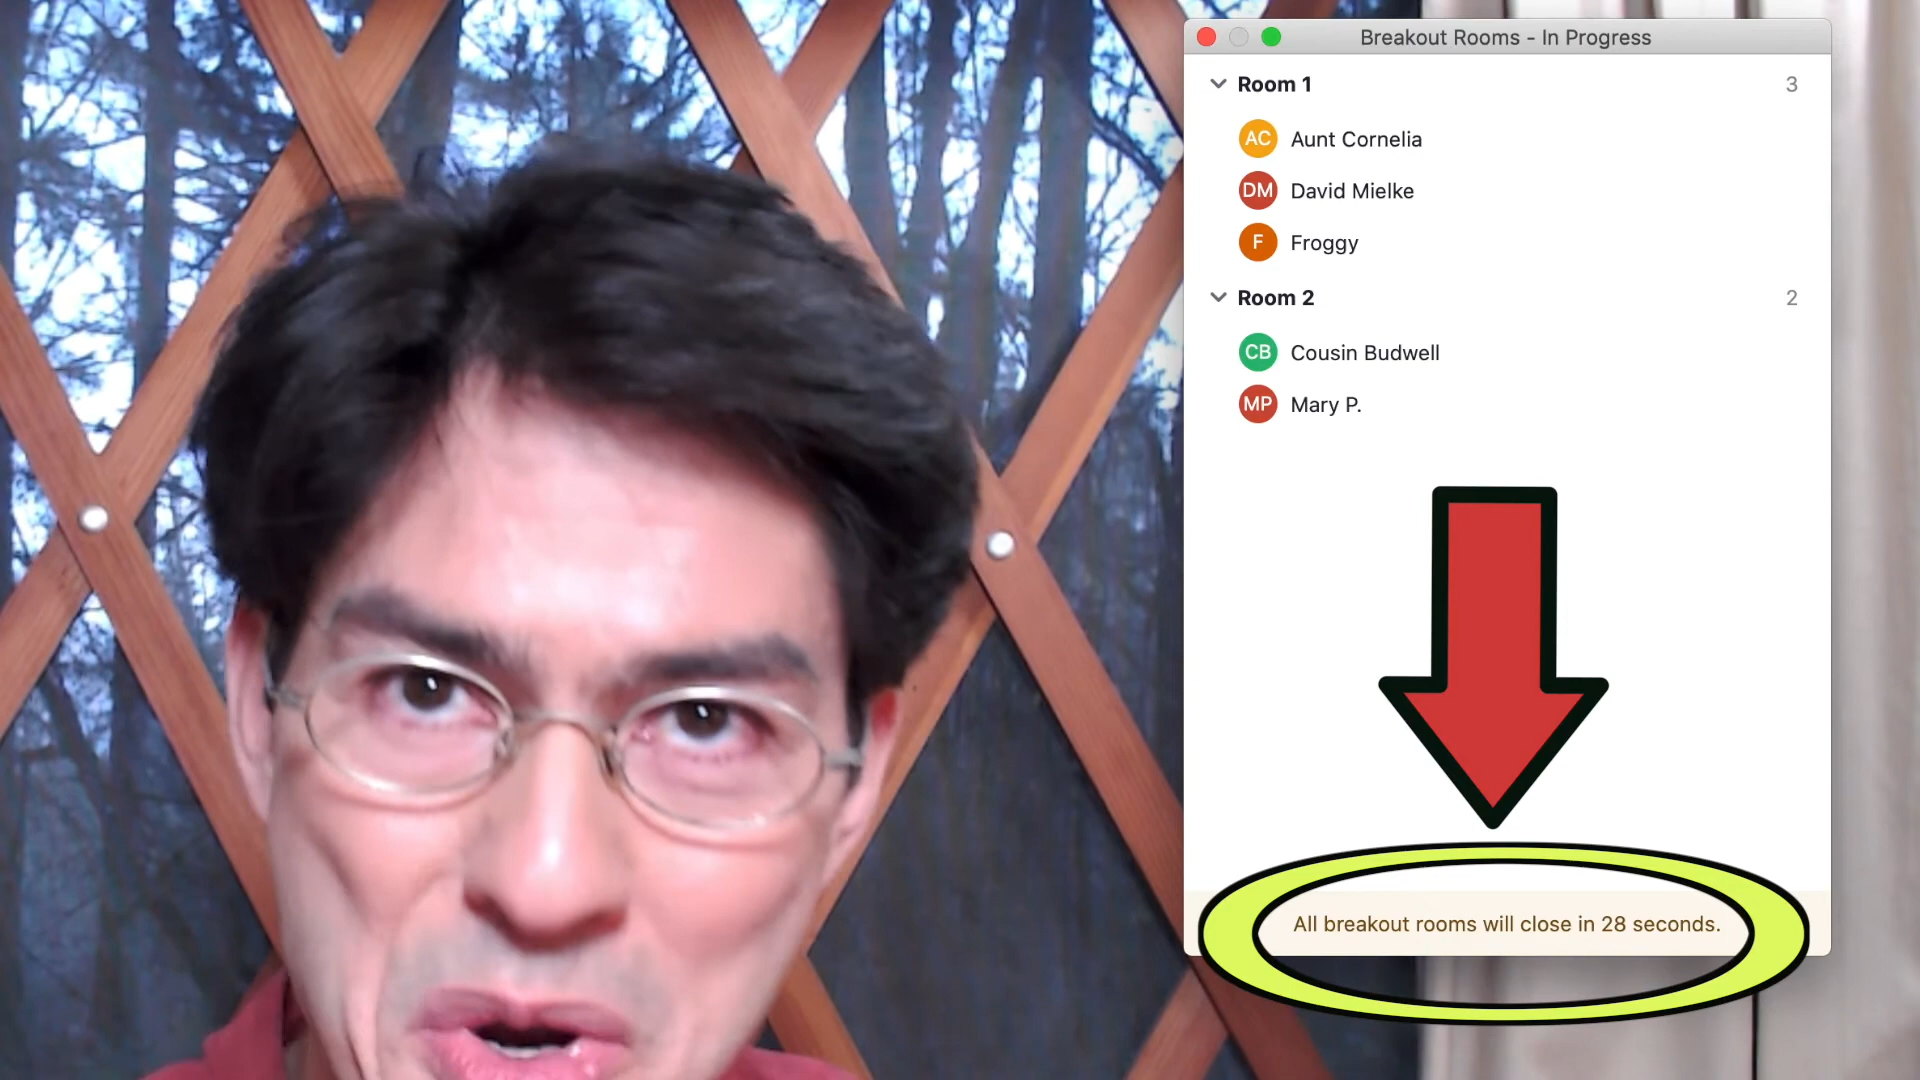 Breakout Rooms - In Progress
Room 1 3
AC Aunt Cornelia
DM David Mielke
F Froggy
Room 2 2
CB Cousin Budwell
MP Mary P.
All breakout rooms will close in 28 seconds.